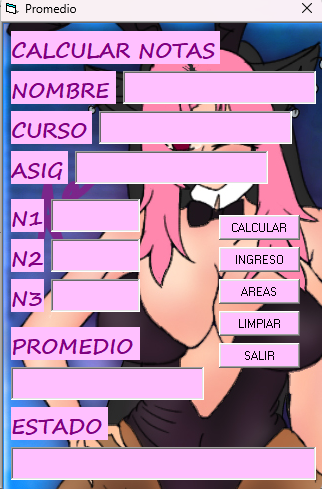 Promedio
CALCULAR NOTAS
NOMBRE
CURSO
ASIG
N1
CALCULAR
N2
INGRESO
N3
AREAS
LIMPIAR
PROMEDIO
SALIR
ESTADO